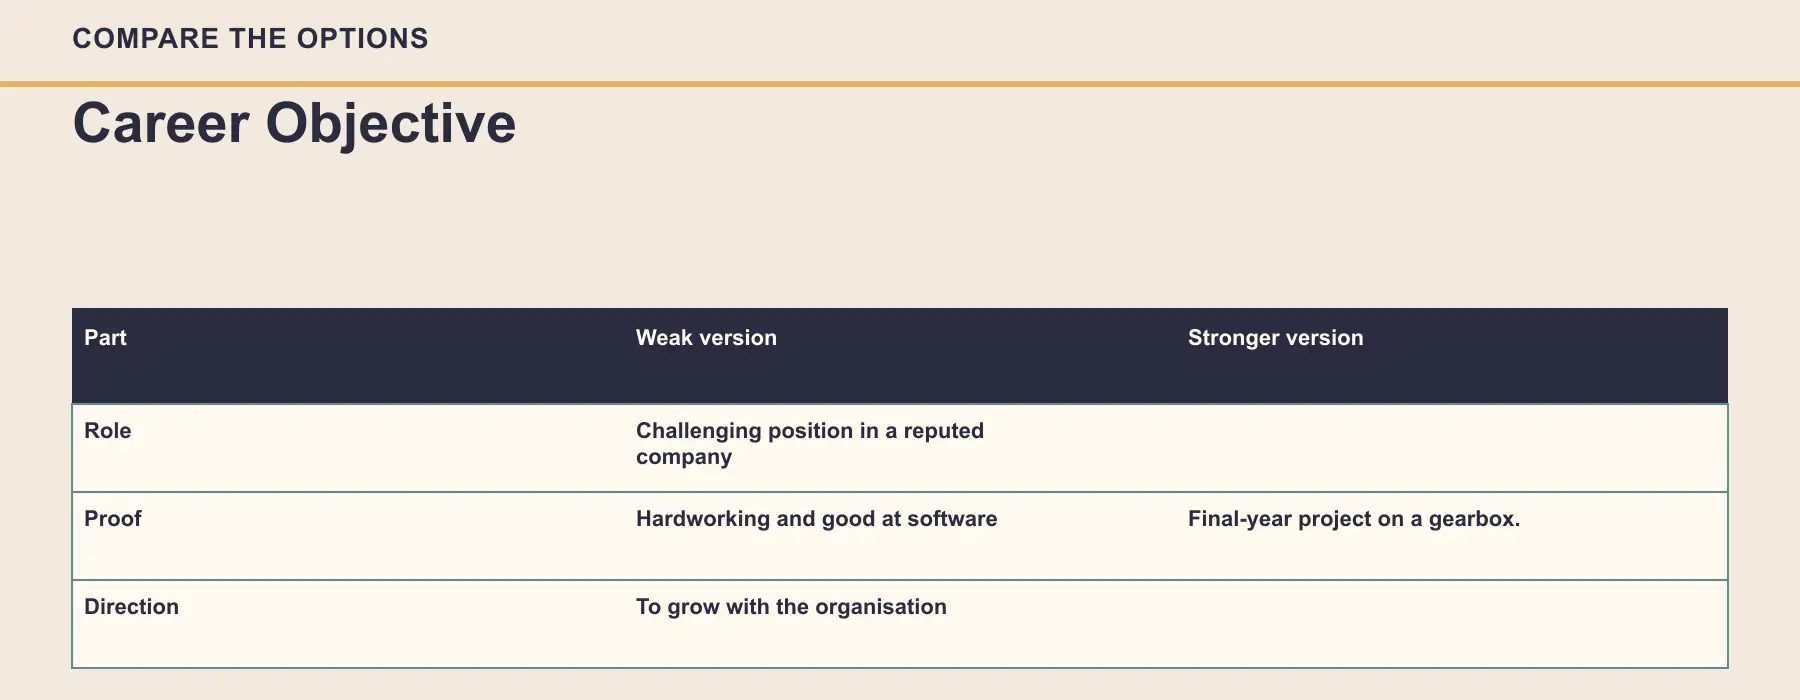 COMPARE THE OPTIONS
Career Objective
Part Weak version Stronger version
Role Challenging position in a reputed
company
Proof Hardworking and good at software Final-year project on a gearbox.
Direction To grow with the organisation